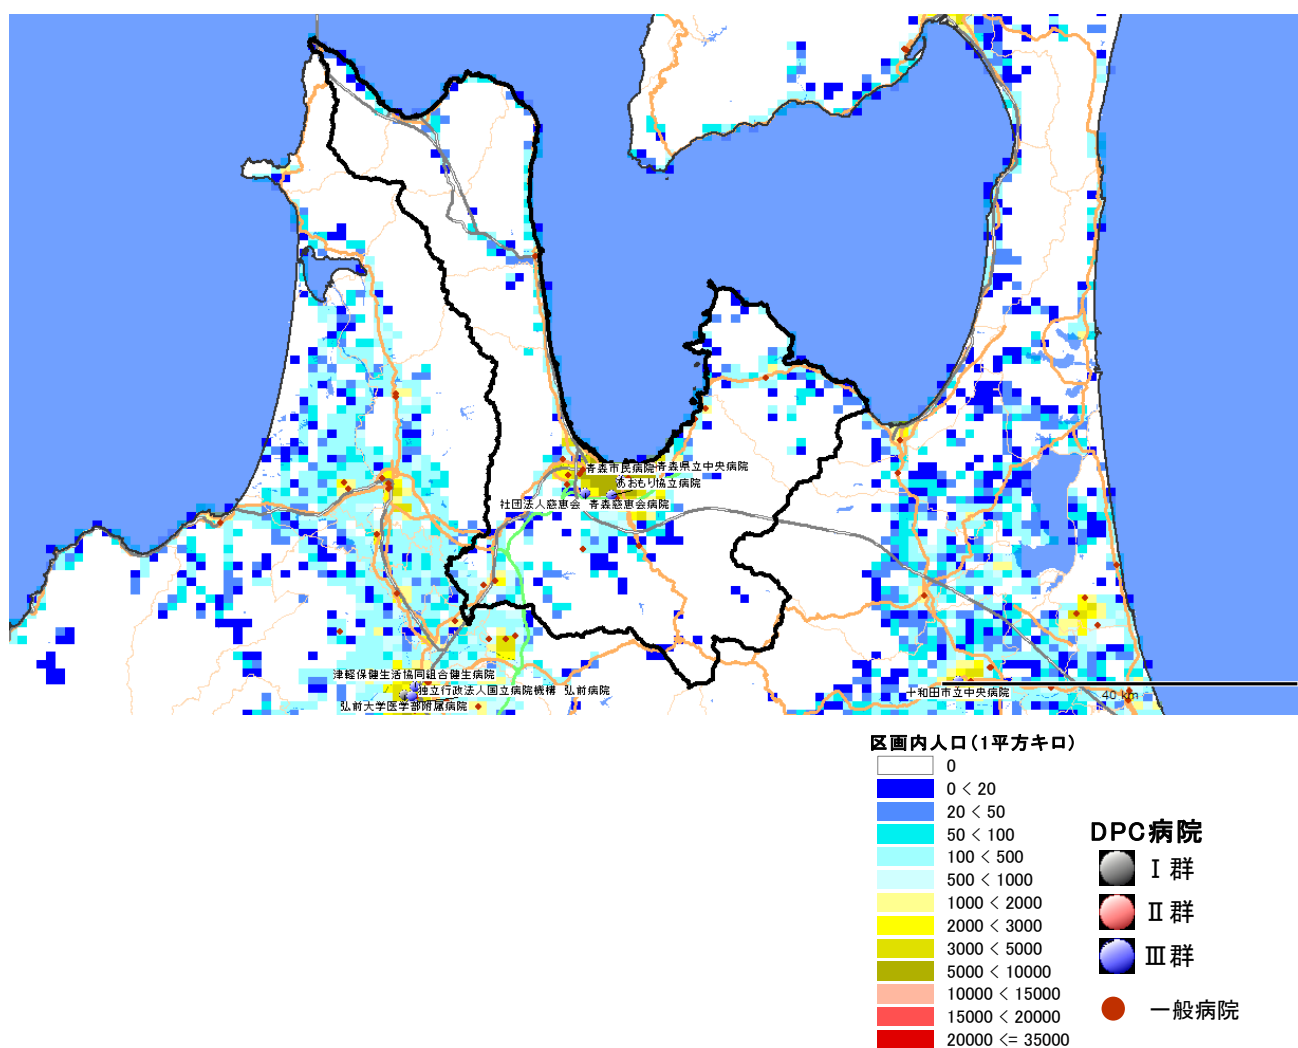 青森市民病院 青森県立中央病院
あおもり協立病院
社団法人慈恵会 青森慈恵会病院
津軽保健生活協同組合健生病院
独立行政法人国立病院機構 弘前病院
弘前大学医学部附属病院
十和田市立中央病院
40 km
区画内人口(1平方キロ)
0
0 < 20
20 < 50
50 < 100
100 < 500
500 < 1000
1000 < 2000
2000 < 3000
3000 < 5000
5000 < 10000
10000 < 15000
15000 < 20000
20000 <= 35000
DPC病院
Ⅰ群
Ⅱ群
Ⅲ群
一般病院